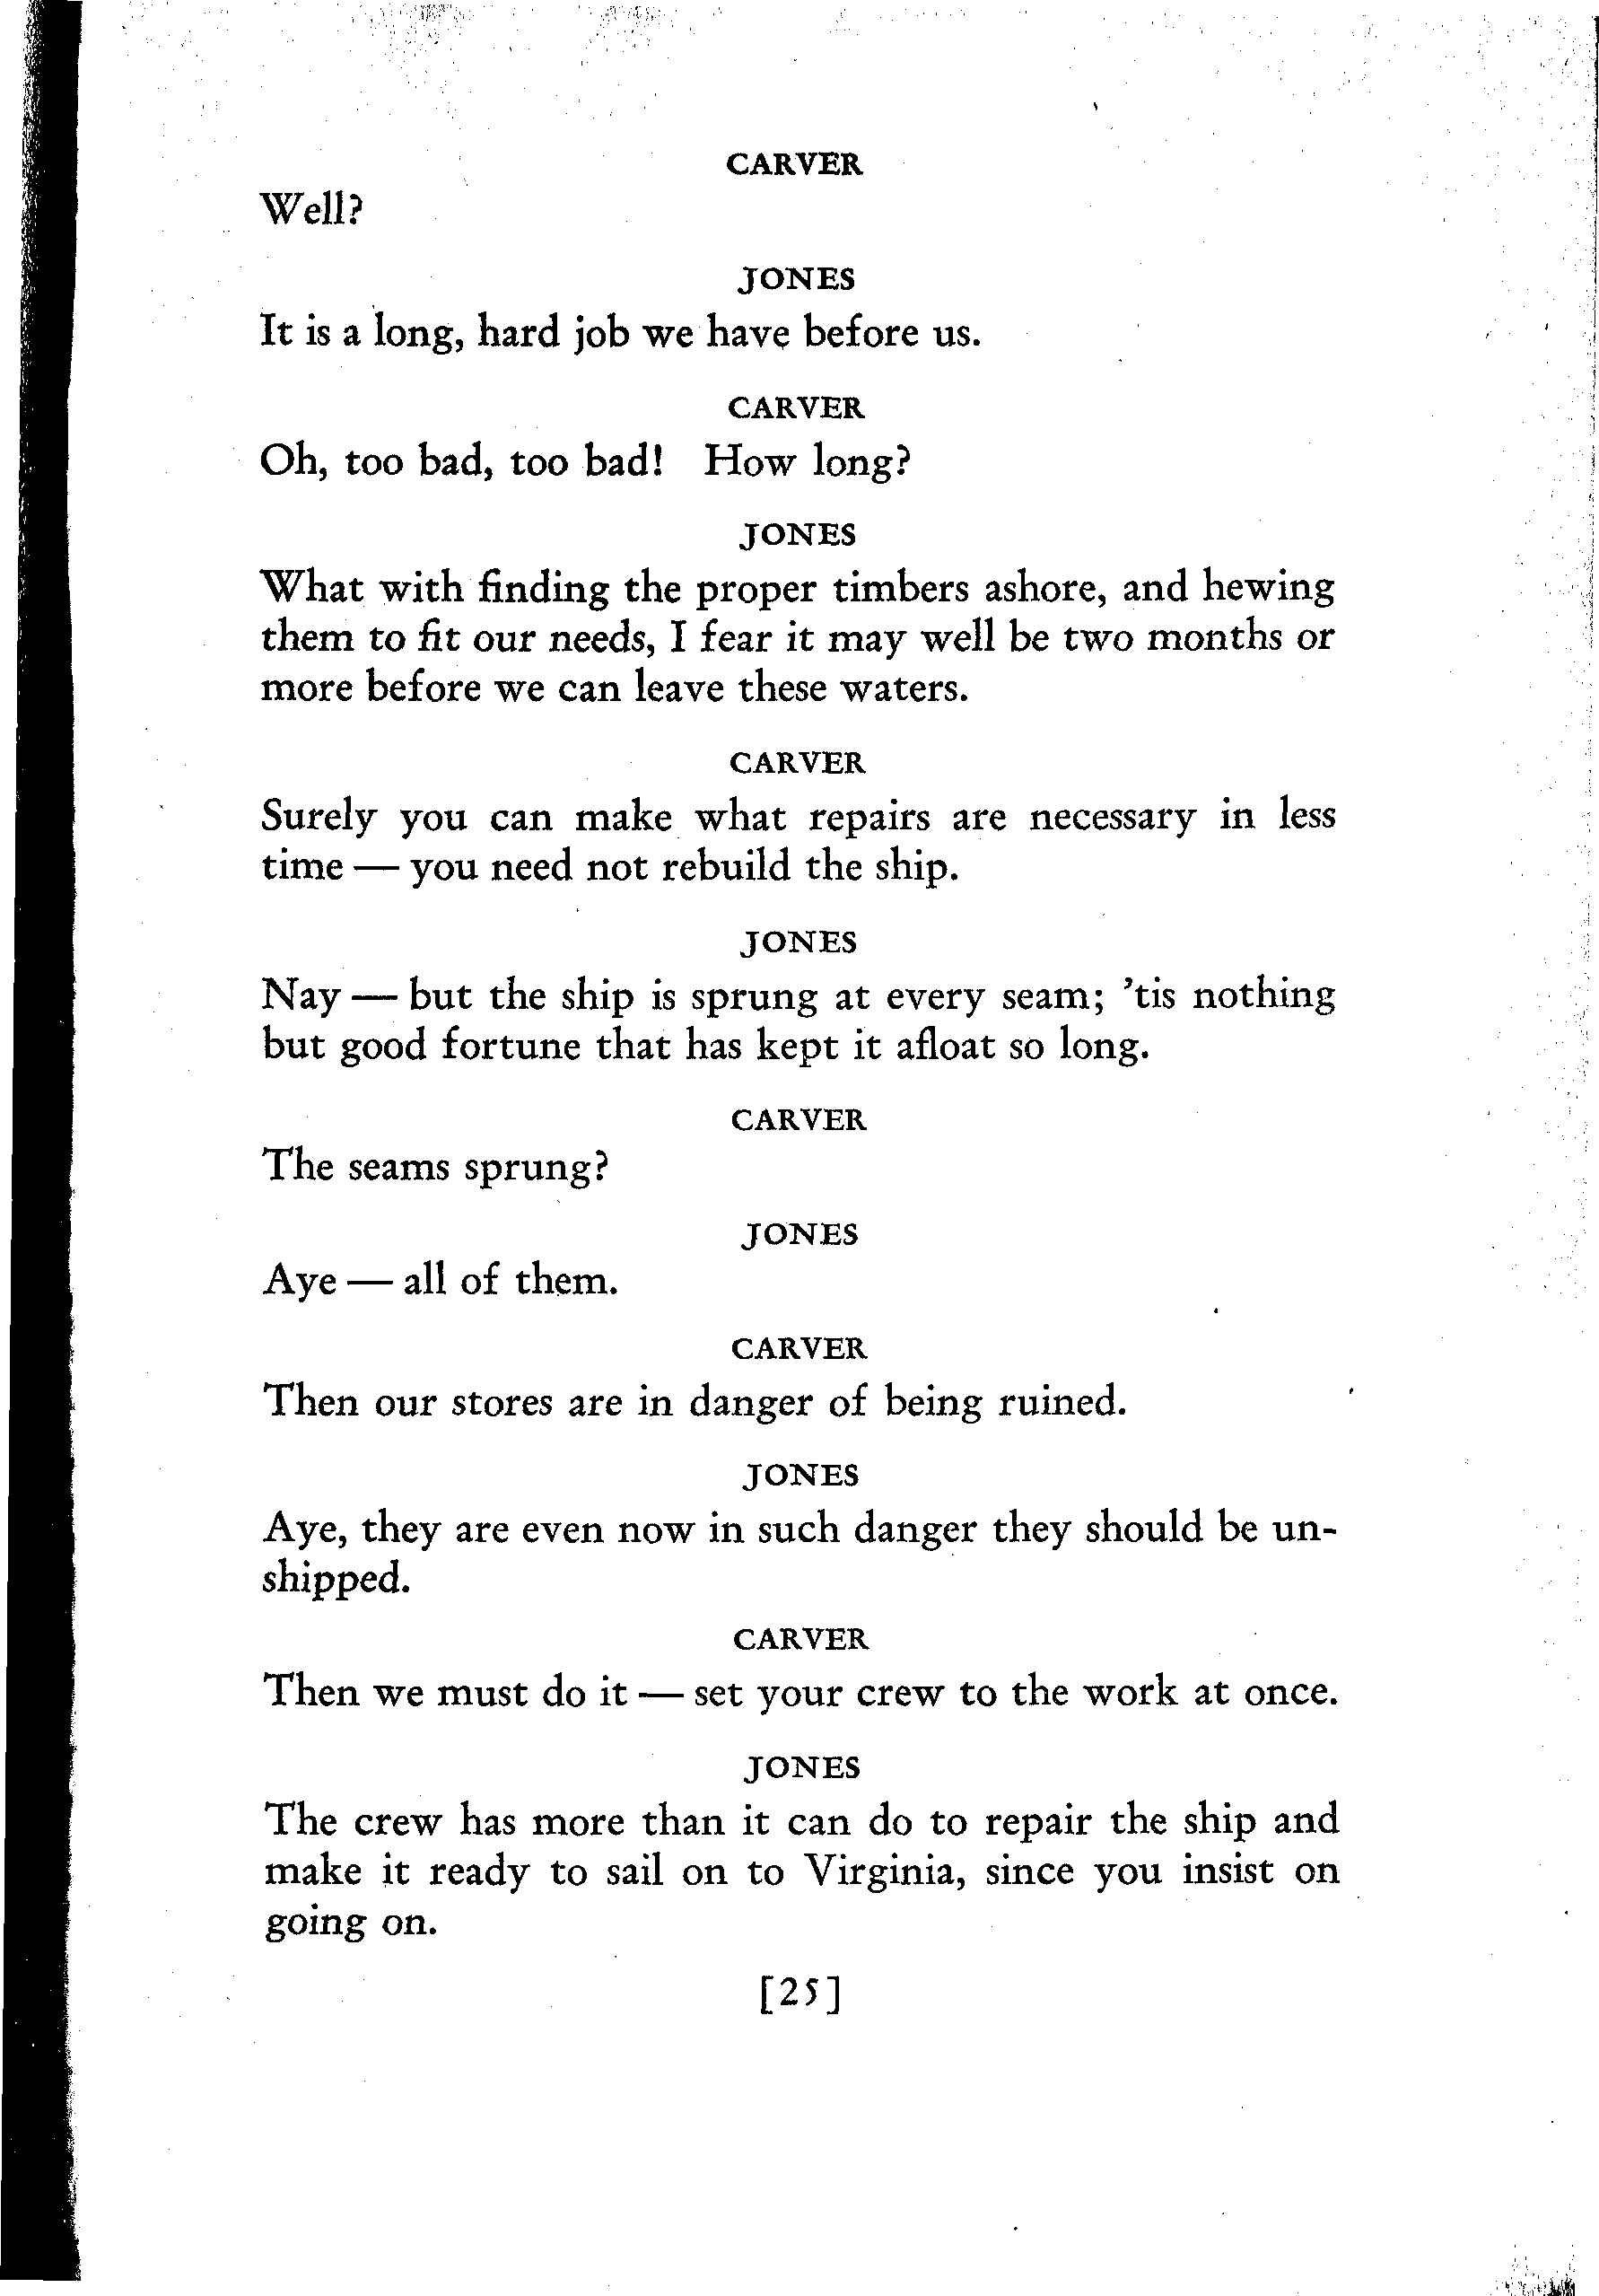 CARVER
Well?
JONES
It is a long, hard job we have before us.
CARVER
Oh, too bad, too bad! How long?
JONES
What with finding the proper timbers ashore, and hewing
them to fit our needs, I fear it may well be two months or
more before we can leave these waters.
CARVER
Surely you can make what repairs are necessary in less
time — you need not rebuild the ship.
JONES
Nay — but the ship is sprung at every seam; ’tis nothing
but good fortune that has kept it afloat so long.
CARVER
The seams sprung?
JONES
Aye — all of them.
CARVER
Then our stores are in danger of being ruined.
JONES
Aye, they are even now in such danger they should be un-
shipped.
CARVER
Then we must do it — set your crew to the work at once.
JONES
The crew has more than it can do to repair the ship and
make it ready to sail on to Virginia, since you insist on
going on.
[25]